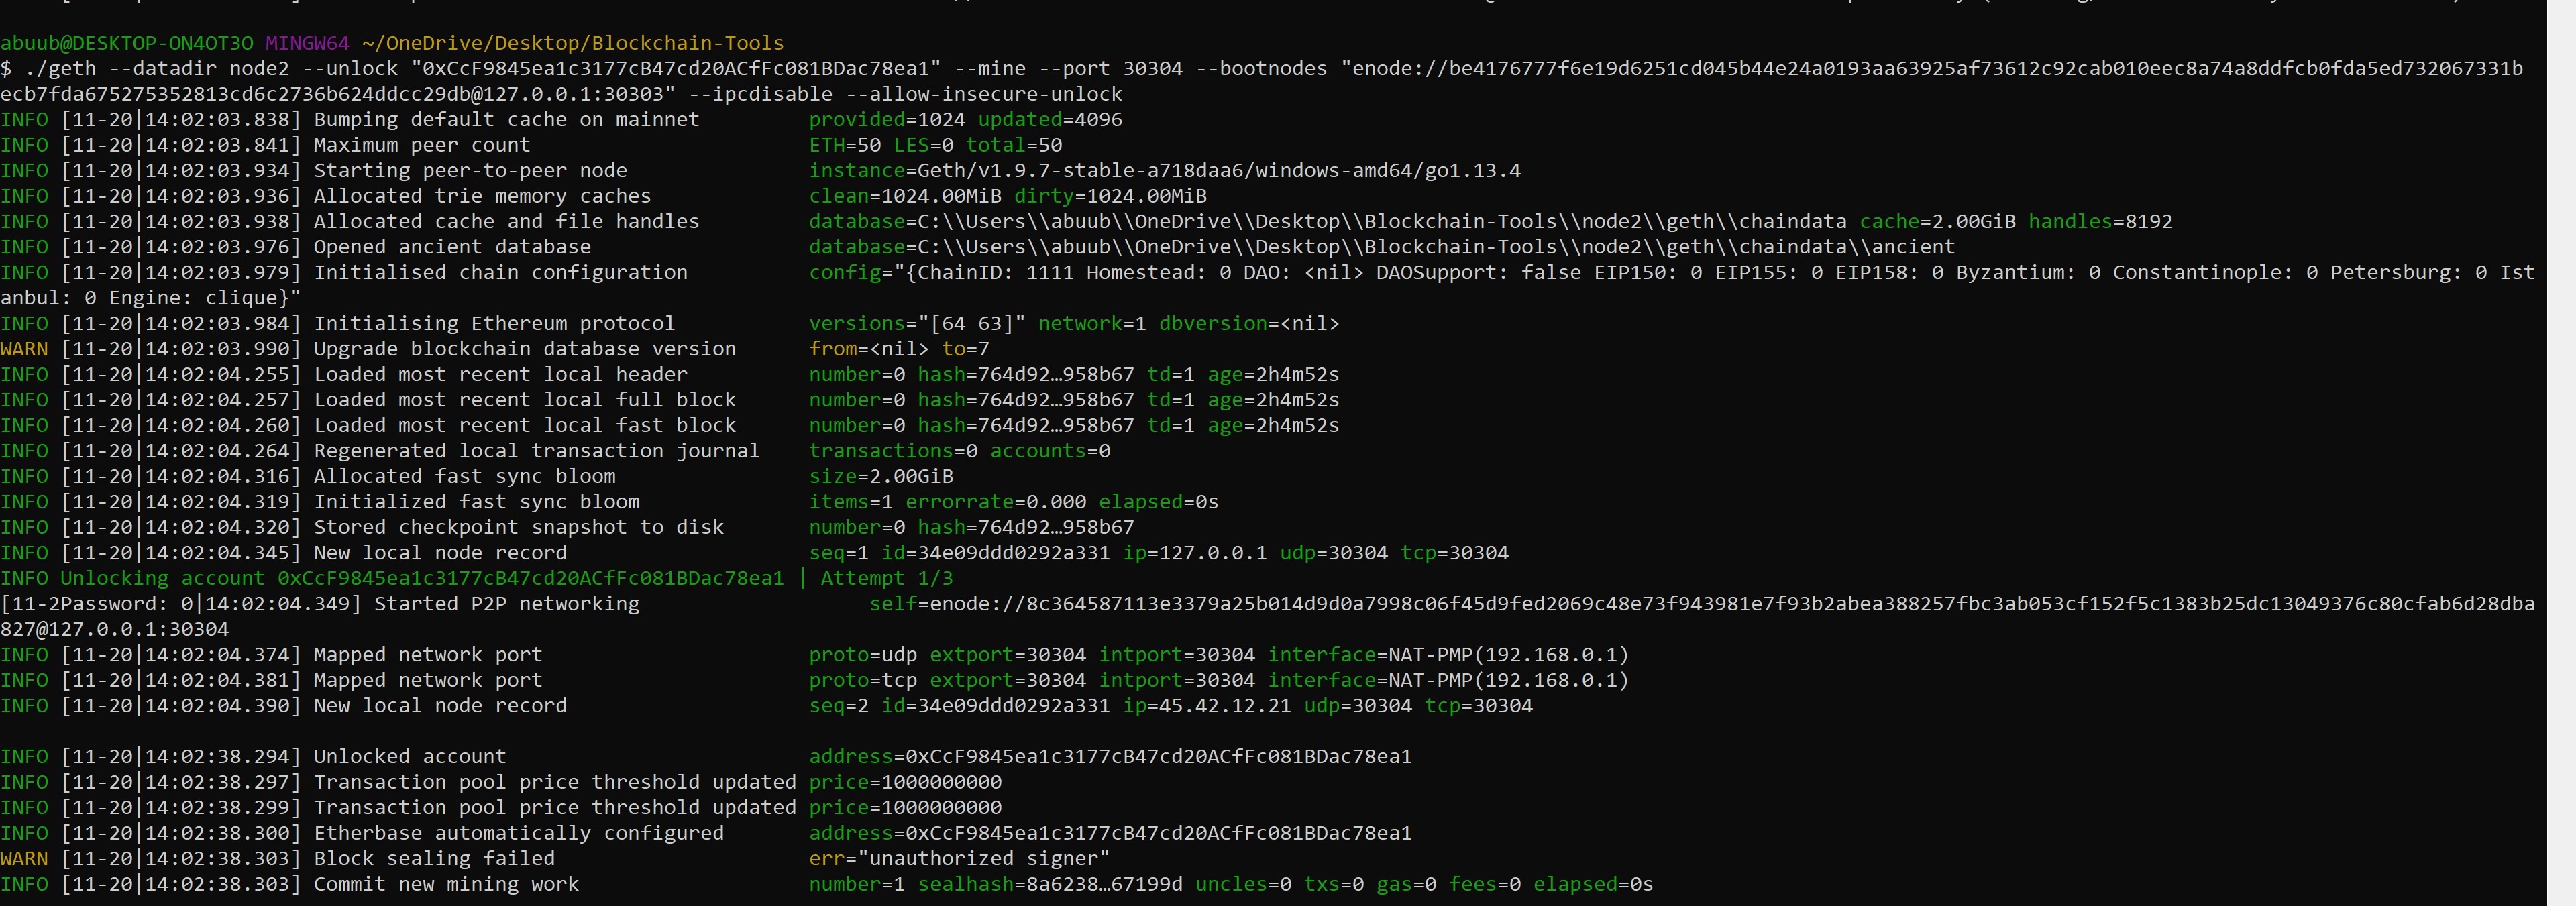 abuub@DESKTOP-ON4OT3O MINGW64 ~/OneDrive/Desktop/Blockchain-Tools
$ ./geth --datadir node2 --unlock "0xCcF9845ea1c3177cB47cd20ACfFc081BDac78ea1" --mine --port 30304 --bootnodes "enode://be4176777f6e19d6251cd045b44e24a0193aa63925af73612c92cab010eec8a74a8ddfcb0fda5ed732067331b
ecb7fda675275352813cd6c2736b624ddcc29db@127.0.0.1:30303" --ipcdisable --allow-insecure-unlock
INFO [11-20|14:02:03.838] Bumping default cache on mainnet provided=1024 updated=4096
INFO [11-20|14:02:03.841] Maximum peer count ETH=50 LES=0 total=50
INFO [11-20|14:02:03.934] Starting peer-to-peer node instance=Geth/v1.9.7-stable-a718daa6/windows-amd64/go1.13.4
INFO [11-20|14:02:03.936] Allocated trie memory caches clean=1024.00MiB dirty=1024.00MiB
INFO [11-20|14:02:03.938] Allocated cache and file handles database=C:\\Users\\abuub\\OneDrive\\Desktop\\Blockchain-Tools\\node2\\geth\\chaindata cache=2.00GiB handles=8192
INFO [11-20|14:02:03.976] Opened ancient database database=C:\\Users\\abuub\\OneDrive\\Desktop\\Blockchain-Tools\\node2\\geth\\chaindata\\ancient
INFO [11-20|14:02:03.979] Initialised chain configuration config="{ChainID: 1111 Homestead: 0 DAO: <nil> DAOSupport: false EIP150: 0 EIP155: 0 EIP158: 0 Byzantium: 0 Constantinople: 0 Petersburg: 0 Ist
anbul: 0 Engine: clique}"
INFO [11-20|14:02:03.984] Initialising Ethereum protocol versions="[64 63]" network=1 dbversion=<nil>
WARN [11-20|14:02:03.990] Upgrade blockchain database version from=<nil> to=7
INFO [11-20|14:02:04.255] Loaded most recent local header number=0 hash=764d92…958b67 td=1 age=2h4m52s
INFO [11-20|14:02:04.257] Loaded most recent local full block number=0 hash=764d92…958b67 td=1 age=2h4m52s
INFO [11-20|14:02:04.260] Loaded most recent local fast block number=0 hash=764d92…958b67 td=1 age=2h4m52s
INFO [11-20|14:02:04.264] Regenerated local transaction journal transactions=0 accounts=0
INFO [11-20|14:02:04.316] Allocated fast sync bloom size=2.00GiB
INFO [11-20|14:02:04.319] Initialized fast sync bloom items=1 errorrate=0.000 elapsed=0s
INFO [11-20|14:02:04.320] Stored checkpoint snapshot to disk number=0 hash=764d92…958b67
INFO [11-20|14:02:04.345] New local node record seq=1 id=34e09ddd0292a331 ip=127.0.0.1 udp=30304 tcp=30304
INFO Unlocking account 0xCcF9845ea1c3177cB47cd20ACfFc081BDac78ea1 | Attempt 1/3
[11-2Password: 0|14:02:04.349] Started P2P networking self=enode://8c364587113e3379a25b014d9d0a7998c06f45d9fed2069c48e73f943981e7f93b2abea388257fbc3ab053cf152f5c1383b25dc13049376c80cfab6d28dba
827@127.0.0.1:30304
INFO [11-20|14:02:04.374] Mapped network port proto=udp extport=30304 intport=30304 interface=NAT-PMP(192.168.0.1)
INFO [11-20|14:02:04.381] Mapped network port proto=tcp extport=30304 intport=30304 interface=NAT-PMP(192.168.0.1)
INFO [11-20|14:02:04.390] New local node record seq=2 id=34e09ddd0292a331 ip=45.42.12.21 udp=30304 tcp=30304
INFO [11-20|14:02:38.294] Unlocked account address=0xCcF9845ea1c3177cB47cd20ACfFc081BDac78ea1
INFO [11-20|14:02:38.297] Transaction pool price threshold updated price=1000000000
INFO [11-20|14:02:38.299] Transaction pool price threshold updated price=1000000000
INFO [11-20|14:02:38.300] Etherbase automatically configured address=0xCcF9845ea1c3177cB47cd20ACfFc081BDac78ea1
WARN [11-20|14:02:38.303] Block sealing failed err="unauthorized signer"
INFO [11-20|14:02:38.303] Commit new mining work number=1 sealhash=8a6238…67199d uncles=0 txs=0 gas=0 fees=0 elapsed=0s